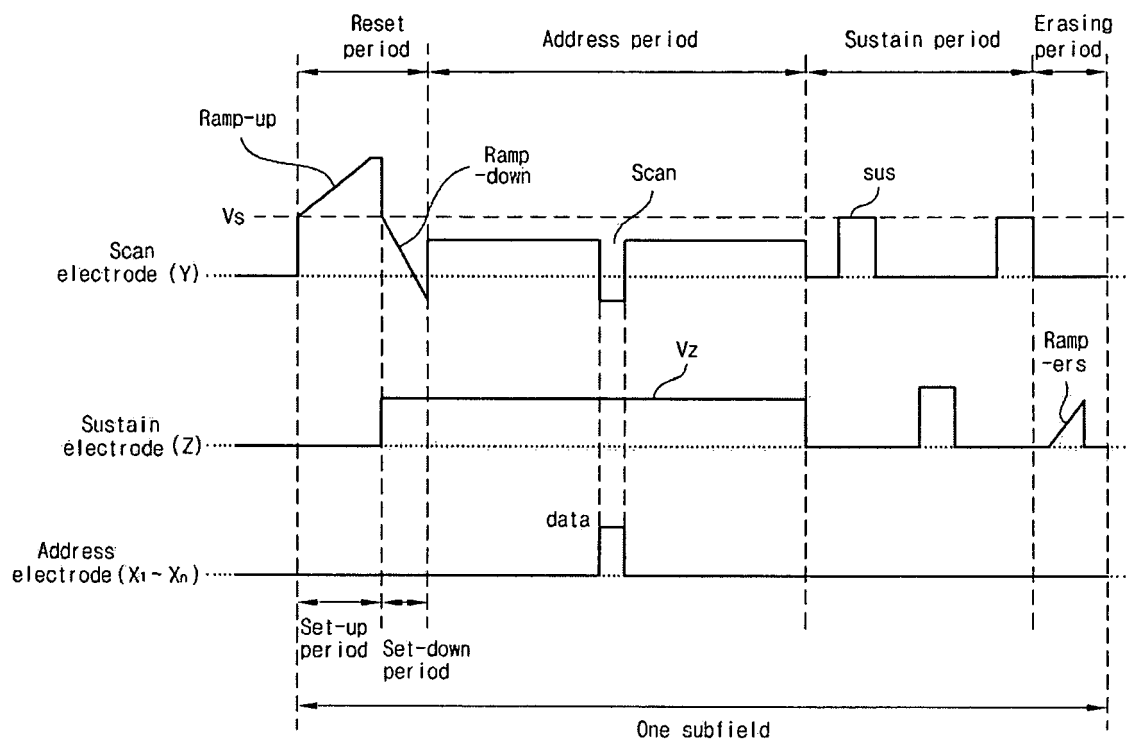 Reset
period
Address period
Sustain period
Erasing
period
Ramp-up
Ramp
-down
Scan
sus
Vs
Scan
electrode (Y)
Vz
Ramp
-ers
Sustain
electrode (Z)
data
Address
electrode (X₁~Xₙ)
Set-up
period
Set-down
period
One subfield